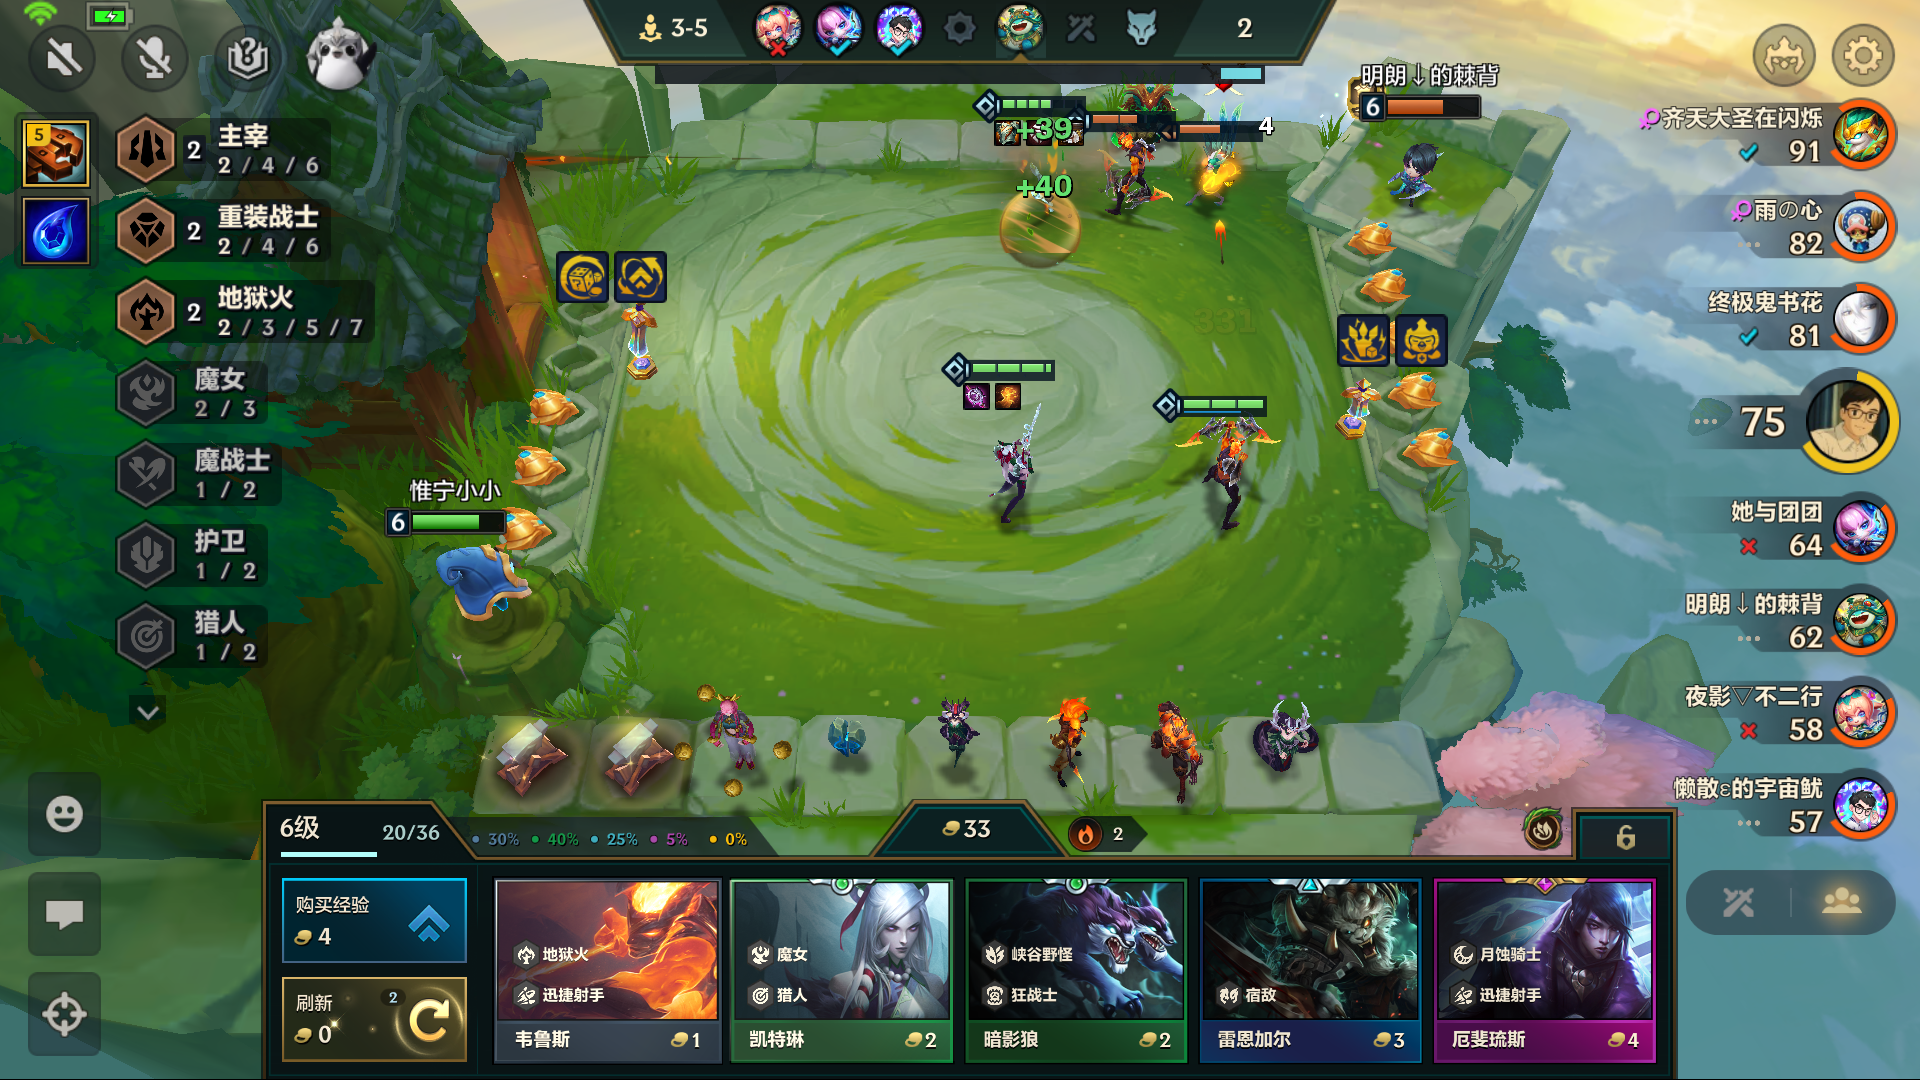 3-5
2
5
2
主宰
2 / 4 / 6
2
重装战士
2 / 4 / 6
2
地狱火
2 / 3 / 5 / 7
魔女
2 / 3
魔战士
1 / 2
护卫
1 / 2
猎人
1 / 2
明朗↓的棘背
6
4
+39
+40
331
惟宁小小
6
齐天大圣在闪烁
91
雨の心
82
终极鬼书花
81
75
她与团团
64
明朗↓的棘背
62
夜影▽不二行
58
懒散ε的宇宙鱿
57
6级
20/36
30%
40%
25%
5%
0%
33
2
购买经验
4
刷新
2
0
地狱火
迅捷射手
韦鲁斯
1
魔女
猎人
凯特琳
2
峡谷野怪
狂战士
暗影狼
2
宿敌
雷恩加尔
3
月蚀骑士
迅捷射手
厄斐琉斯
4